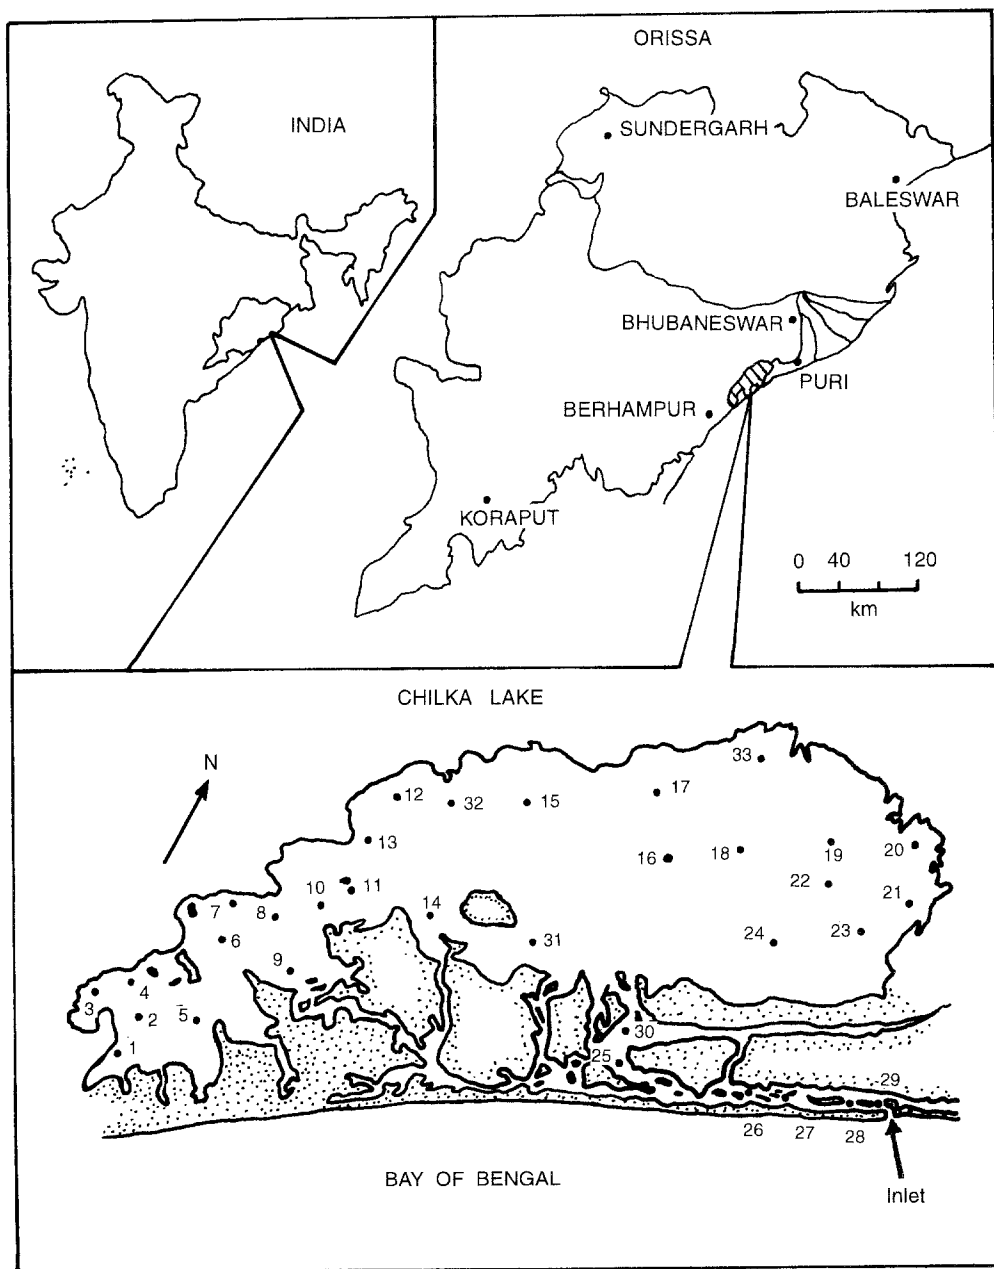 ORISSA
INDIA
SUNDERGARH
BALESWAR
BHUBANESWAR
PURI
BERHAMPUR
KORAPUT
0 40 120
km
CHILKA LAKE
N
33
12
32
15
17
13
16
18
19
20
10
11
22
21
7
8
14
6
31
24
23
9
4
3
2
5
30
1
25
29
26
27
28
BAY OF BENGAL
Inlet